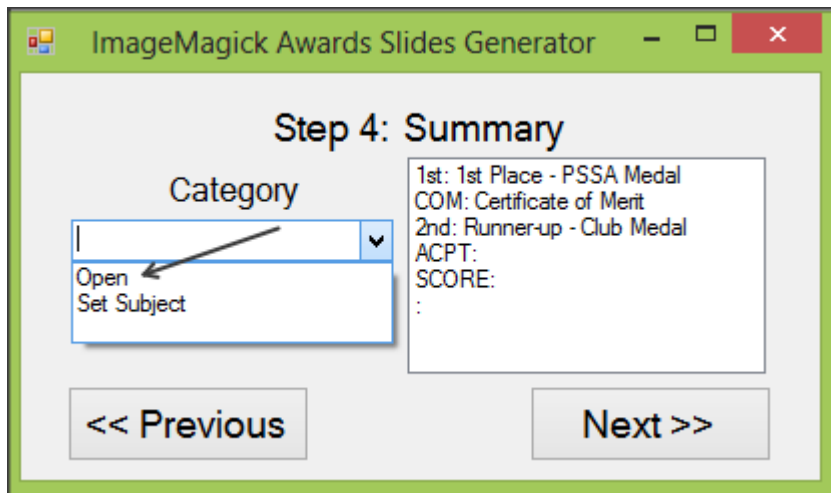 ImageMagick Awards Slides Generator
Step 4: Summary
Category
Open
Set Subject
1st: 1st Place - PSSA Medal
COM: Certificate of Merit
2nd: Runner-up - Club Medal
ACPT:
SCORE:
:
<< Previous
Next >>